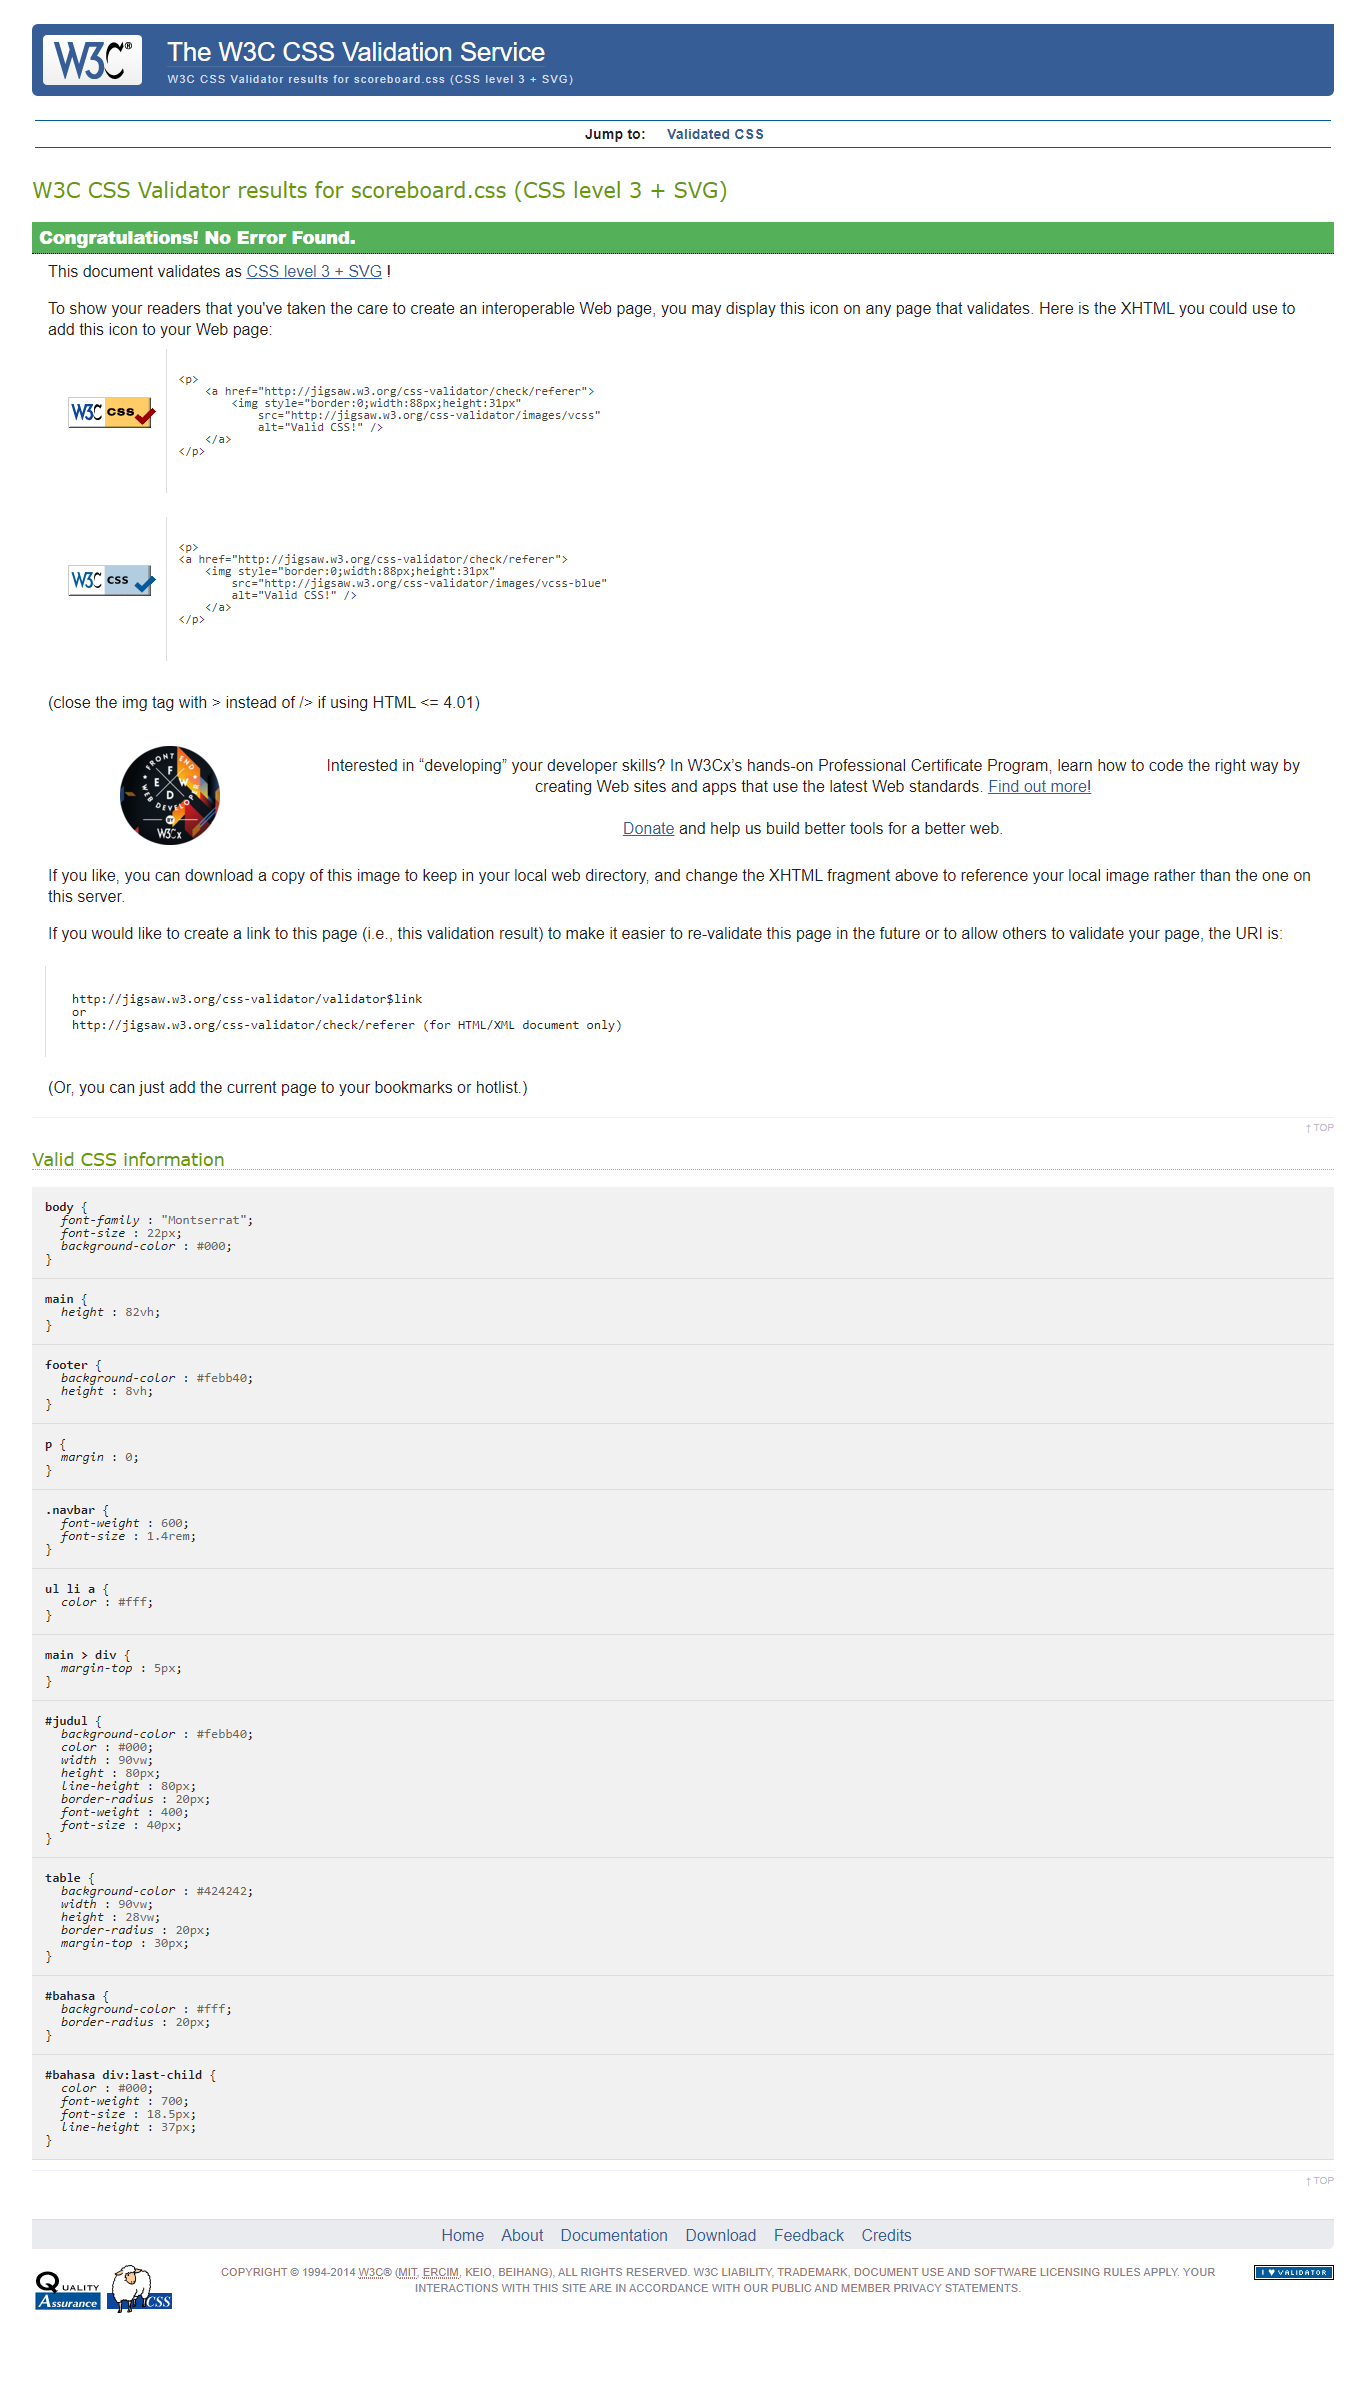 W3C®
The W3C CSS Validation Service
W3C CSS Validator results for scoreboard.css (CSS level 3 + SVG)
Jump to: Validated CSS
W3C CSS Validator results for scoreboard.css (CSS level 3 + SVG)
Congratulations! No Error Found.
This document validates as CSS level 3 + SVG !
To show your readers that you've taken the care to create an interoperable Web page, you may display this icon on any page that validates. Here is the XHTML you could use to
add this icon to your Web page:
W3C css
<p>
<a href="http://jigsaw.w3.org/css-validator/check/referer">
<img style="border:0;width:88px;height:31px"
src="http://jigsaw.w3.org/css-validator/images/vcss"
alt="Valid CSS!" />
</a>
</p>
W3C css
<p>
<a href="http://jigsaw.w3.org/css-validator/check/referer">
<img style="border:0;width:88px;height:31px"
src="http://jigsaw.w3.org/css-validator/images/vcss-blue"
alt="Valid CSS!" />
</a>
</p>
(close the img tag with > instead of /> if using HTML <= 4.01)
FRONT END
F E W D
WEB DEVELOPER
BY
W3Cx
Interested in “developing” your developer skills? In W3Cx’s hands-on Professional Certificate Program, learn how to code the right way by
creating Web sites and apps that use the latest Web standards. Find out more!
Donate and help us build better tools for a better web.
If you like, you can download a copy of this image to keep in your local web directory, and change the XHTML fragment above to reference your local image rather than the one on
this server.
If you would like to create a link to this page (i.e., this validation result) to make it easier to re-validate this page in the future or to allow others to validate your page, the URI is:
http://jigsaw.w3.org/css-validator/validator$link
or
http://jigsaw.w3.org/css-validator/check/referer (for HTML/XML document only)
(Or, you can just add the current page to your bookmarks or hotlist.)
↑ TOP
Valid CSS information
body {
font-family : "Montserrat";
font-size : 22px;
background-color : #000;
}
main {
height : 82vh;
}
footer {
background-color : #febb40;
height : 8vh;
}
p {
margin : 0;
}
.navbar {
font-weight : 600;
font-size : 1.4rem;
}
ul li a {
color : #fff;
}
main > div {
margin-top : 5px;
}
#judul {
background-color : #febb40;
color : #000;
width : 90vw;
height : 80px;
line-height : 80px;
border-radius : 20px;
font-weight : 400;
font-size : 40px;
}
table {
background-color : #424242;
width : 90vw;
height : 28vw;
border-radius : 20px;
margin-top : 30px;
}
#bahasa {
background-color : #fff;
border-radius : 20px;
}
#bahasa div:last-child {
color : #000;
font-weight : 700;
font-size : 18.5px;
line-height : 37px;
}
↑ TOP
Home About Documentation Download Feedback Credits
QUALITY
Assurance
CSS
COPYRIGHT © 1994-2014 W3C® (MIT, ERCIM, KEIO, BEIHANG), ALL RIGHTS RESERVED. W3C LIABILITY, TRADEMARK, DOCUMENT USE AND SOFTWARE LICENSING RULES APPLY. YOUR
INTERACTIONS WITH THIS SITE ARE IN ACCORDANCE WITH OUR PUBLIC AND MEMBER PRIVACY STATEMENTS.
I ♥ VALIDATOR